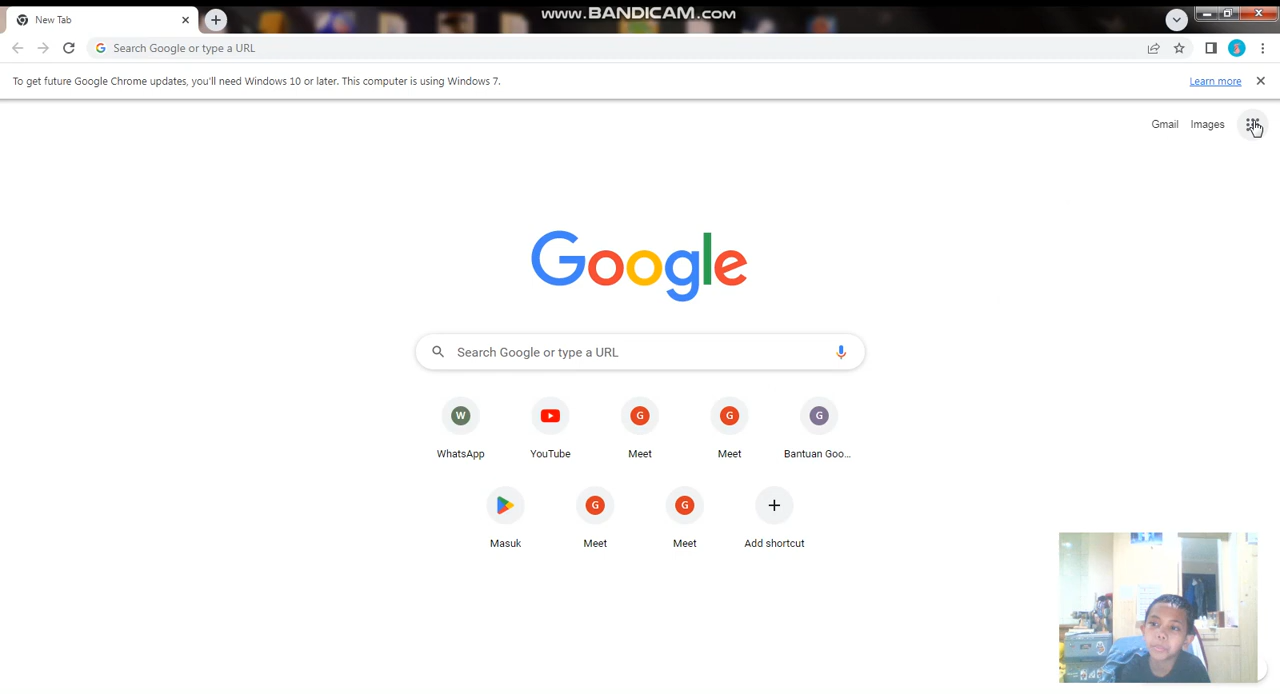 www.BANDICAM.com
New Tab
Search Google or type a URL
To get future Google Chrome updates, you'll need Windows 10 or later. This computer is using Windows 7.
Learn more
Gmail
Images
Google
Search Google or type a URL
W
G
G
G
WhatsApp
YouTube
Meet
Meet
Bantuan Goo...
G
G
Masuk
Meet
Meet
Add shortcut